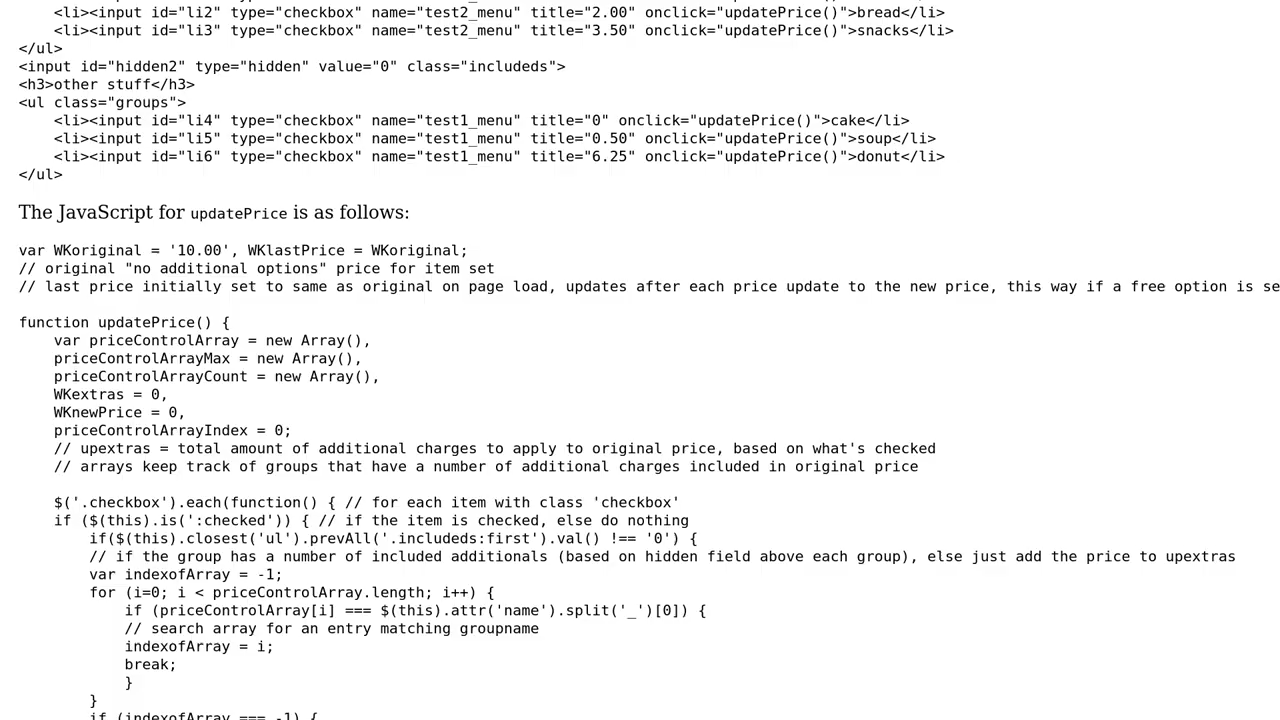 <li><input id="li2" type="checkbox" name="test2_menu" title="2.00" onclick="updatePrice()">bread</li>
<li><input id="li3" type="checkbox" name="test2_menu" title="3.50" onclick="updatePrice()">snacks</li>
</ul>
<input id="hidden2" type="hidden" value="0" class="includeds">
<h3>other stuff</h3>
<ul class="groups">
<li><input id="li4" type="checkbox" name="test1_menu" title="0" onclick="updatePrice()">cake</li>
<li><input id="li5" type="checkbox" name="test1_menu" title="0.50" onclick="updatePrice()">soup</li>
<li><input id="li6" type="checkbox" name="test1_menu" title="6.25" onclick="updatePrice()">donut</li>
</ul>
The JavaScript for updatePrice is as follows:
var WKoriginal = '10.00', WKlastPrice = WKoriginal;
// original "no additional options" price for item set
// last price initially set to same as original on page load, updates after each price update to the new price, this way if a free option is se
function updatePrice() {
var priceControlArray = new Array(),
priceControlArrayMax = new Array(),
priceControlArrayCount = new Array(),
WKextras = 0,
WKnewPrice = 0,
priceControlArrayIndex = 0;
// upextras = total amount of additional charges to apply to original price, based on what's checked
// arrays keep track of groups that have a number of additional charges included in original price
$('.checkbox').each(function() { // for each item with class 'checkbox'
if ($(this).is(':checked')) { // if the item is checked, else do nothing
if($(this).closest('ul').prevAll('.includeds:first').val() !== '0') {
// if the group has a number of included additionals (based on hidden field above each group), else just add the price to upextras
var indexofArray = -1;
for (i=0; i < priceControlArray.length; i++) {
if (priceControlArray[i] === $(this).attr('name').split('_')[0]) {
// search array for an entry matching groupname
indexofArray = i;
break;
}
}
if (indexofArray === -1) {